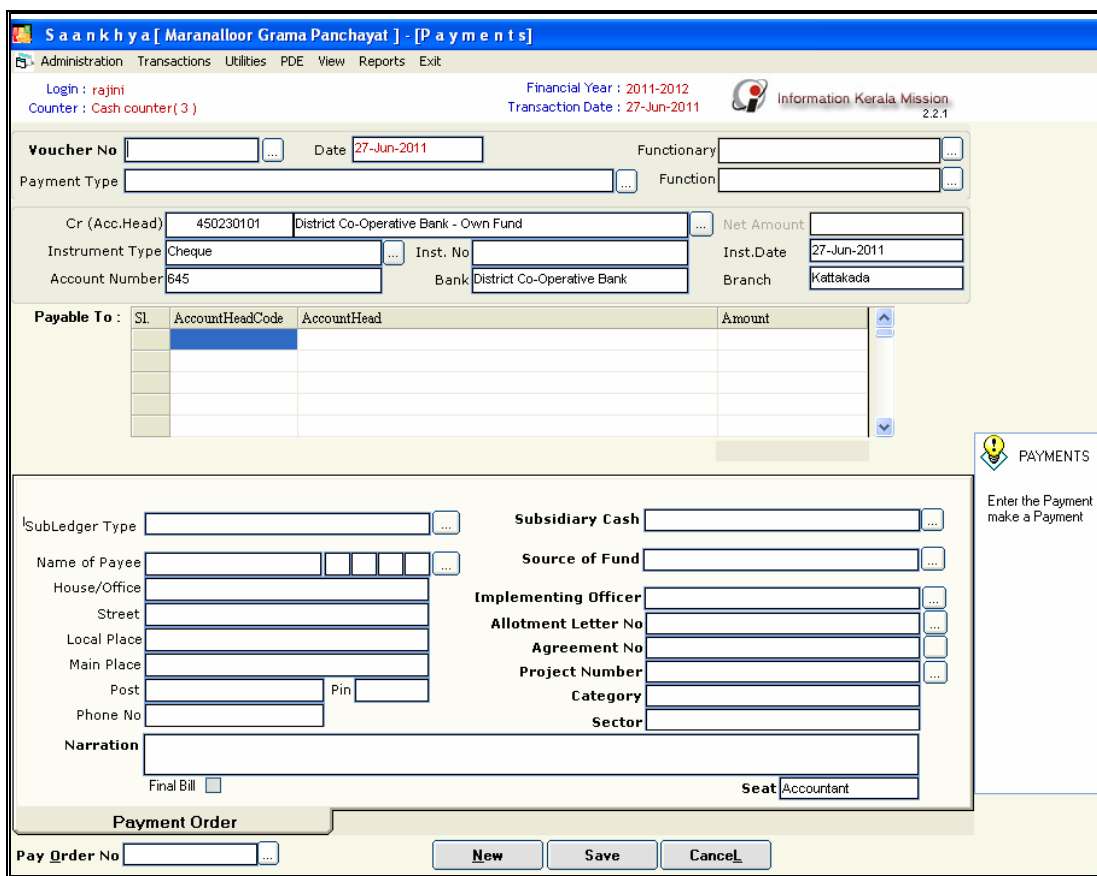 Saankhya [ Maranalloor Grama Panchayat ] - [Payments]
Administration Transactions Utilities PDE View Reports Exit
Login : rajini Financial Year : 2011-2012 Information Kerala Mission
Counter : Cash counter( 3 ) Transaction Date : 27-Jun-2011 2.2.1
Voucher No ... Date 27-Jun-2011 Functionary ...
Payment Type ... Function ...
Cr (Acc.Head) 450230101 District Co-Operative Bank - Own Fund ... Net Amount
Instrument Type Cheque ... Inst. No Inst.Date 27-Jun-2011
Account Number 645 Bank District Co-Operative Bank Branch Kattakada
Payable To : Sl. AccountHeadCode AccountHead Amount
PAYMENTS
Enter the Payment
make a Payment
SubLedger Type ... Subsidiary Cash ...
Name of Payee ... Source of Fund ...
House/Office Implementing Officer ...
Street Allotment Letter No ...
Local Place Agreement No
Main Place Project Number ...
Post Pin Category
Phone No Sector
Narration
Final Bill Seat Accountant
Payment Order
Pay Order No ... New Save CanceL